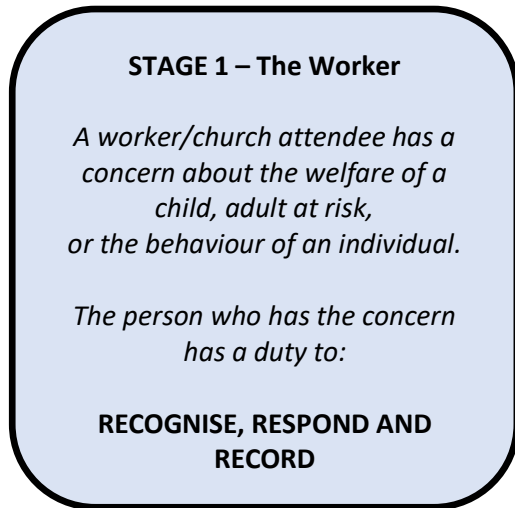 STAGE 1 – The Worker
A worker/church attendee has a
concern about the welfare of a
child, adult at risk,
or the behaviour of an individual.
The person who has the concern
has a duty to:
RECOGNISE, RESPOND AND
RECORD